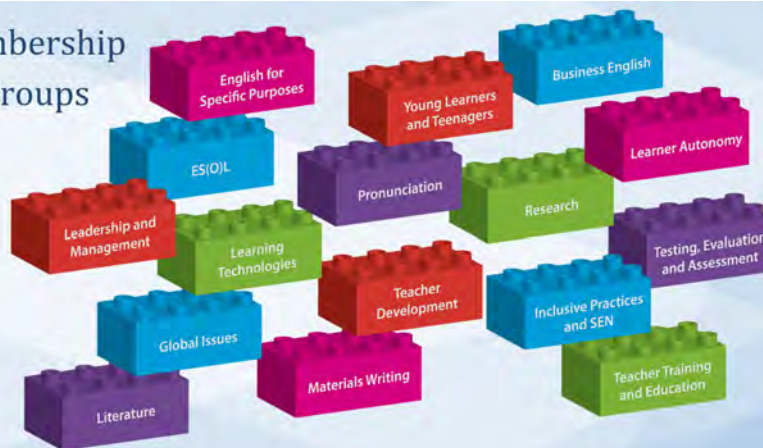 English for
Specific Purposes
Young Learners
and Teenagers
Business English
roups
ES(O)L
Pronunciation
Learner Autonomy
Research
Leadership and
Management
Learning
Technologies
Testing, Evaluation
and Assessment
Teacher
Development
Inclusive Practices
and SEN
Global Issues
Materials Writing
Teacher Training
and Education
Literature